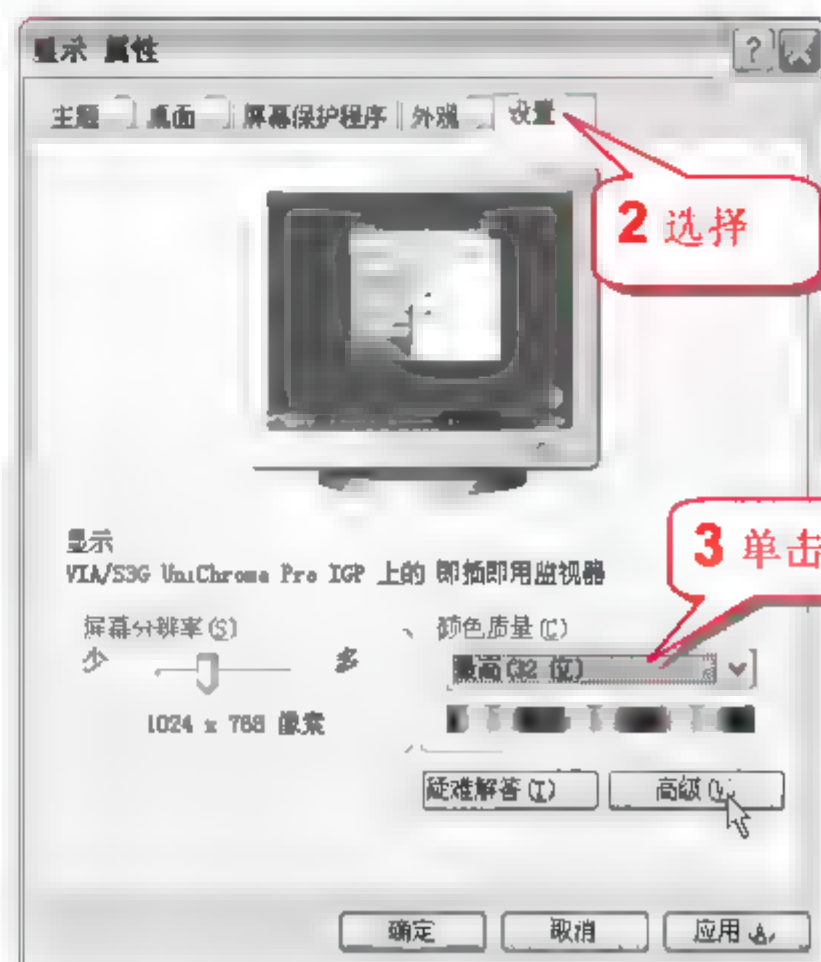 显示 属性
主题 桌面 屏幕保护程序 外观 设置
2 选择
3 单击
显示
VIA/S3G UniChrome Pro IGP 上的 即插即用监视器
屏幕分辨率(S)
少 多
1024 x 768 像素
颜色质量(C)
最高(32 位)
疑难解答(T) 高级(V)
确定 取消 应用(A)